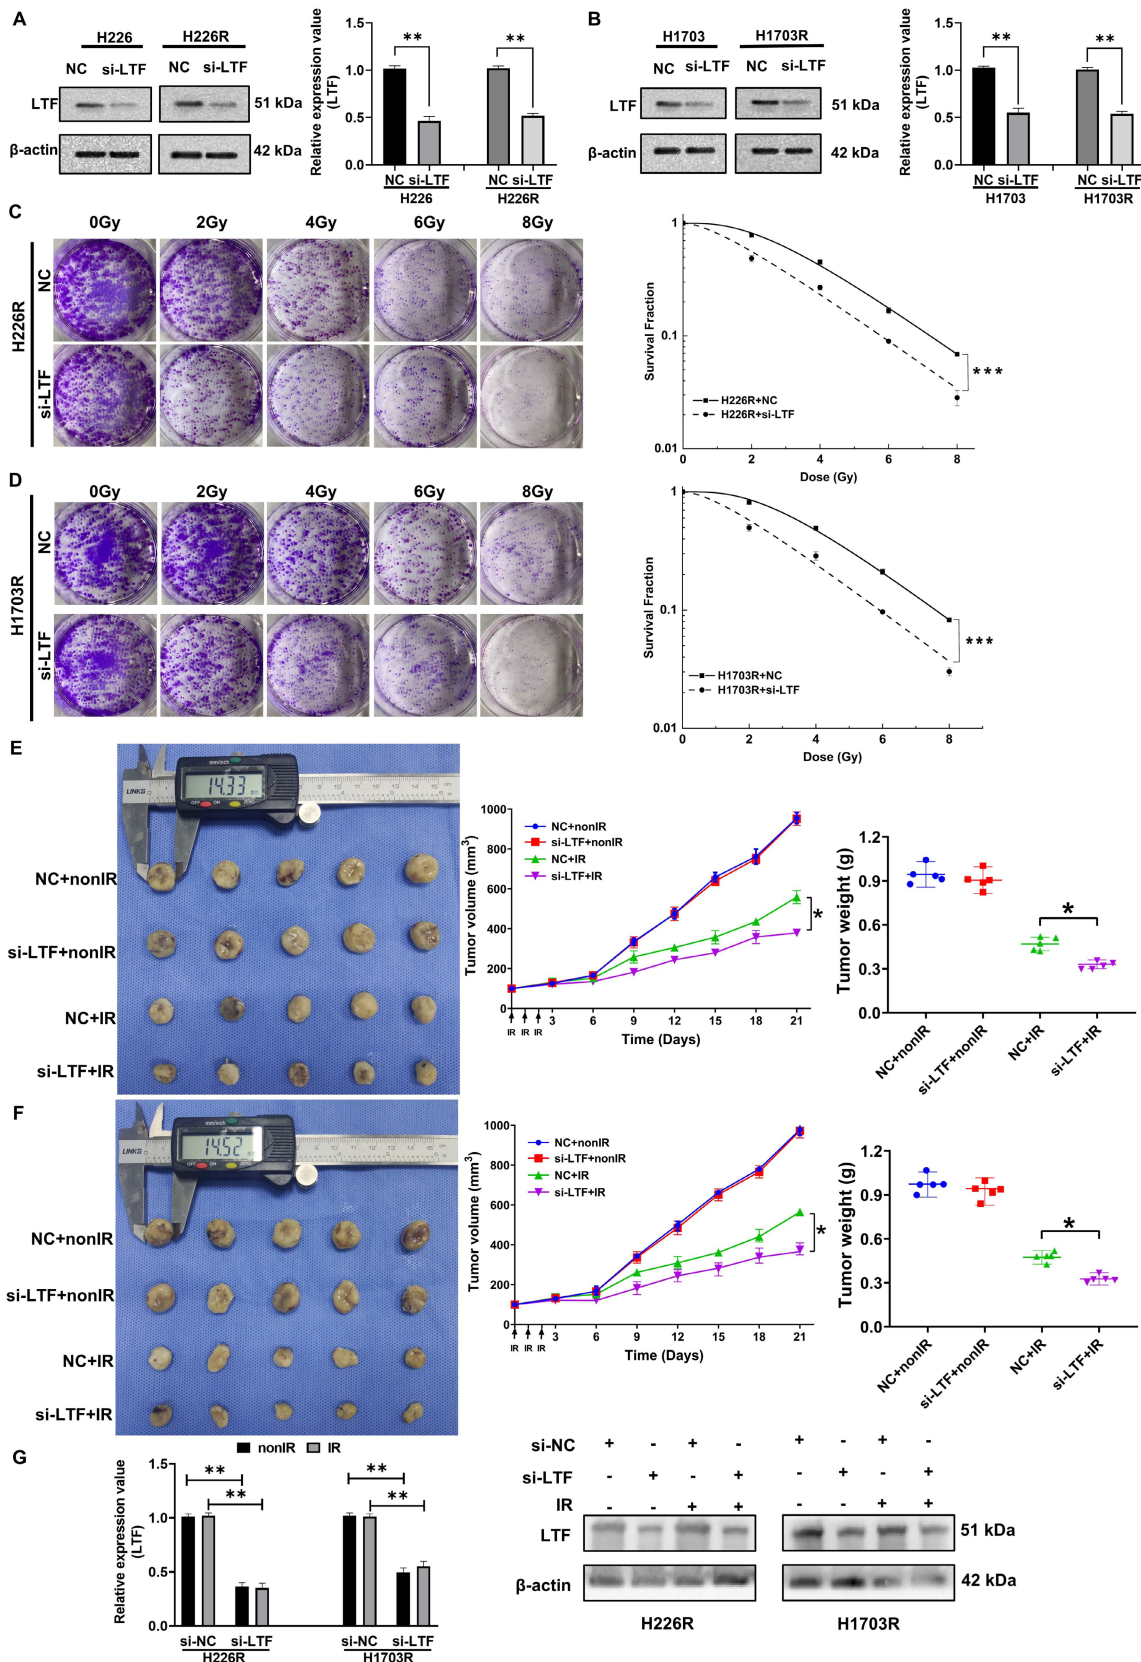 A
H226 H226R
NC si-LTF NC si-LTF
LTF 51 kDa
β-actin 42 kDa
Relative expression value
(LTF)
1.5
1.0
0.5
0.0
** **
NC si-LTF NC si-LTF
H226 H226R
B
H1703 H1703R
NC si-LTF NC si-LTF
LTF 51 kDa
β-actin 42 kDa
Relative expression value
(LTF)
1.5
1.0
0.5
0.0
** **
NC si-LTF NC si-LTF
H1703 H1703R
C
0Gy 2Gy 4Gy 6Gy 8Gy
H226R
NC
si-LTF
Survival Fraction
1
0.1
0.01
H226R+NC
H226R+si-LTF
***
0 2 4 6 8
Dose (Gy)
D
0Gy 2Gy 4Gy 6Gy 8Gy
H1703R
NC
si-LTF
Survival Fraction
1
0.1
0.01
H1703R+NC
H1703R+si-LTF
***
0 2 4 6 8
Dose (Gy)
E
mm/inch
14.33
LINKS
OFF ON ZERO
NC+nonIR
si-LTF+nonIR
NC+IR
si-LTF+IR
Tumor volume (mm3)
1000
800
600
400
200
0
NC+nonIR
si-LTF+nonIR
NC+IR
si-LTF+IR
*
3 6 9 12 15 18 21
IR IR IR
Time (Days)
Tumor weight (g)
1.2
0.9
0.6
0.3
0.0
*
NC+nonIR
si-LTF+nonIR
NC+IR
si-LTF+IR
F
mm/inch
14.52
LINKS
OFF ON ZERO
NC+nonIR
si-LTF+nonIR
NC+IR
si-LTF+IR
Tumor volume (mm3)
1000
800
600
400
200
0
NC+nonIR
si-LTF+nonIR
NC+IR
si-LTF+IR
*
3 6 9 12 15 18 21
IR IR IR
Time (Days)
Tumor weight (g)
1.2
0.9
0.6
0.3
0.0
*
NC+nonIR
si-LTF+nonIR
NC+IR
si-LTF+IR
G
nonIR IR
Relative expression value
(LTF)
1.5
1.0
0.5
0.0
** ** ** **
si-NC si-LTF si-NC si-LTF
H226R H1703R
si-NC + - + - + - + -
si-LTF - + - + - + - +
IR - - + + - - + +
LTF 51 kDa
β-actin 42 kDa
H226R H1703R